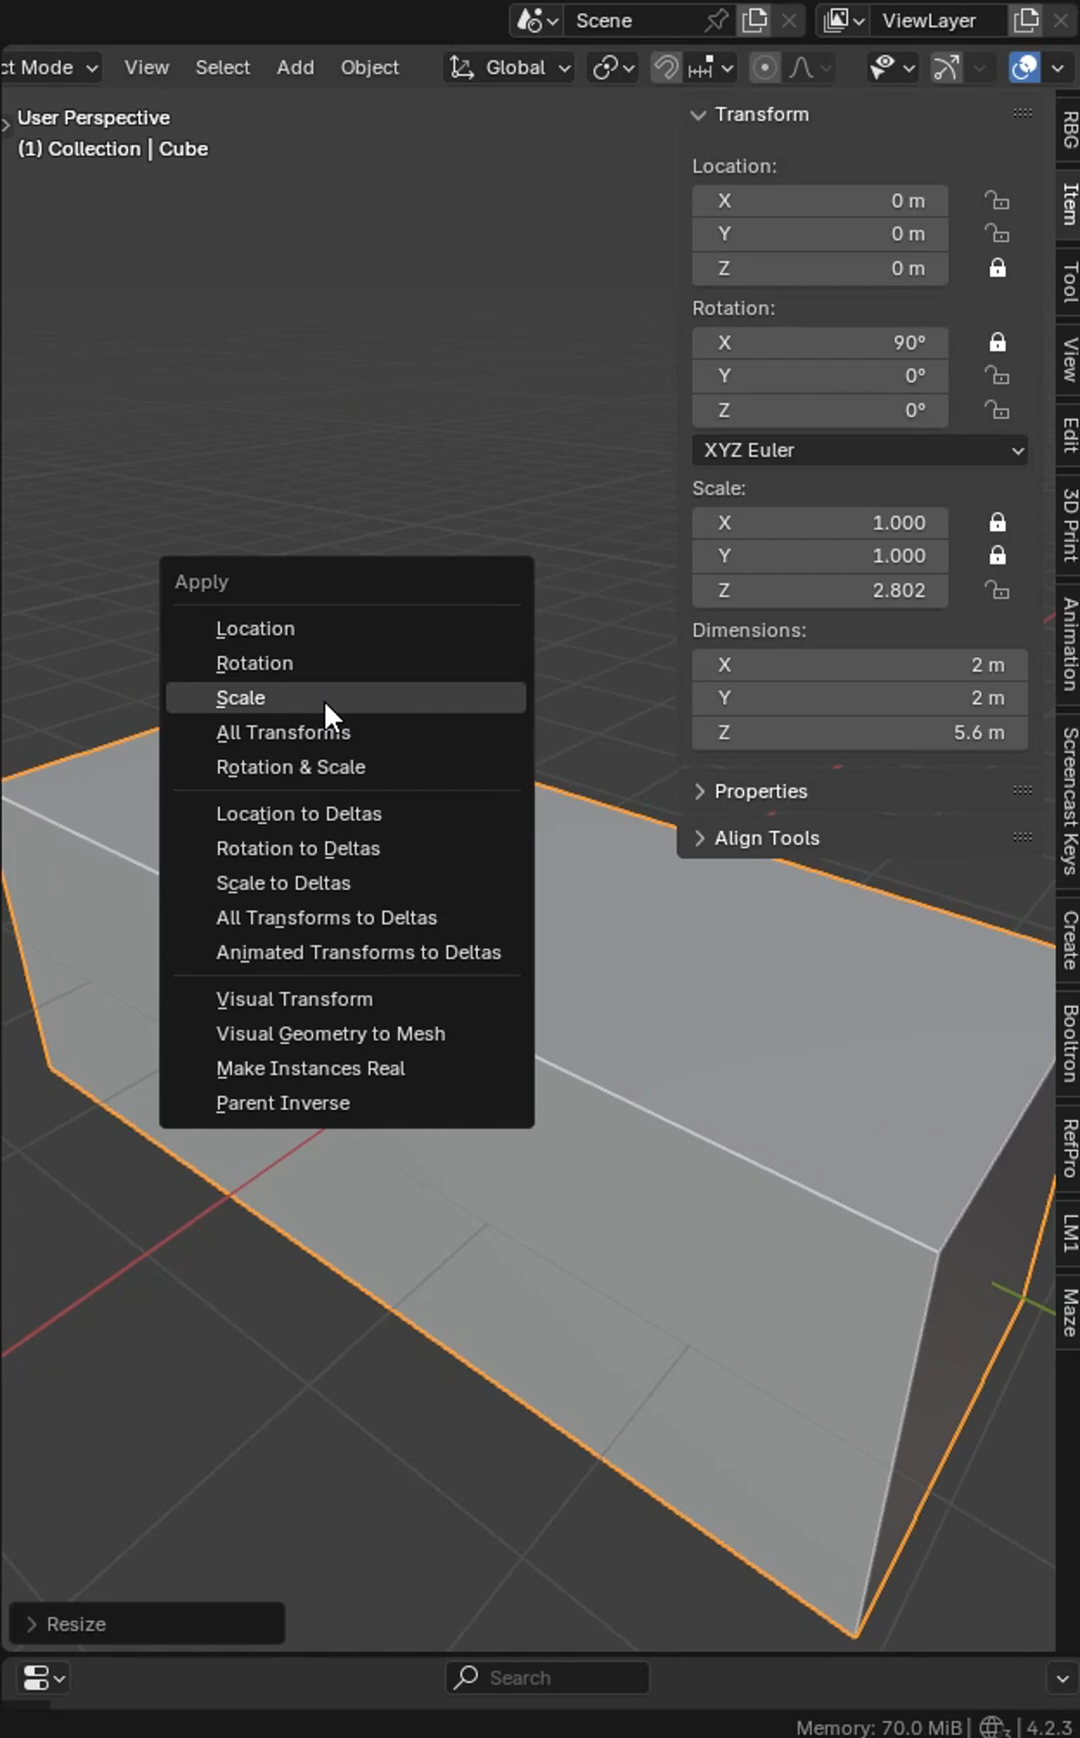 Scene
ViewLayer
ct Mode
View
Select
Add
Object
Global
User Perspective
(1) Collection | Cube
Transform
Location:
X 0 m
Y 0 m
Z 0 m
Rotation:
X 90°
Y 0°
Z 0°
XYZ Euler
Scale:
X 1.000
Y 1.000
Z 2.802
Dimensions:
X 2 m
Y 2 m
Z 5.6 m
Properties
Align Tools
RBG
Item
Tool
View
Edit
3D Print
Animation
Screencast Keys
Create
Booltron
RefPro
LM1
Maze
Apply
Location
Rotation
Scale
All Transforms
Rotation & Scale
Location to Deltas
Rotation to Deltas
Scale to Deltas
All Transforms to Deltas
Animated Transforms to Deltas
Visual Transform
Visual Geometry to Mesh
Make Instances Real
Parent Inverse
Resize
Search
Memory: 70.0 MiB | 3 | 4.2.3